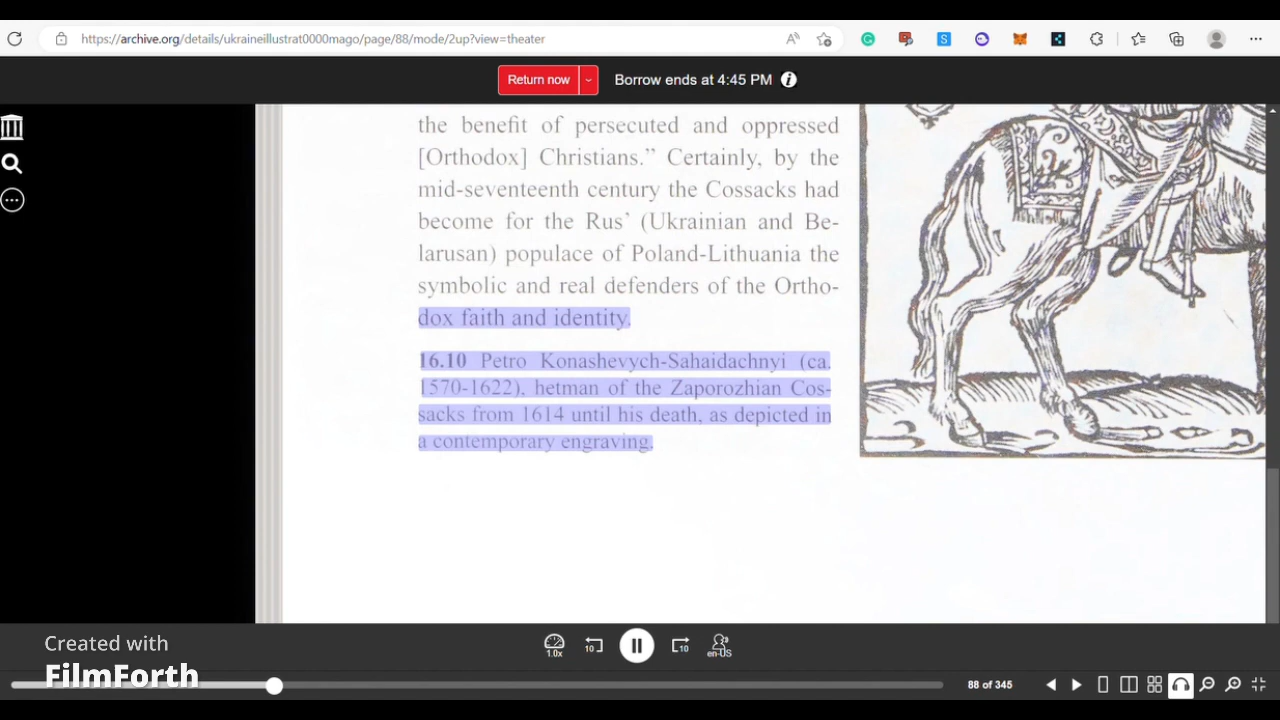 https://archive.org/details/ukraineillustrat0000mago/page/88/mode/2up?view=theater
Return now
Borrow ends at 4:45 PM
the benefit of persecuted and oppressed
[Orthodox] Christians.” Certainly, by the
mid-seventeenth century the Cossacks had
become for the Rus‛ (Ukrainian and Be-
larusan) populace of Poland-Lithuania the
symbolic and real defenders of the Ortho-
dox faith and identity.
16.10 Petro Konashevych-Sahaidachnyi (ca.
1570-1622), hetman of the Zaporozhian Cos-
sacks from 1614 until his death, as depicted in
a contemporary engraving.
Created with
FilmForth
1.0x
10
10
en-US
88 of 345